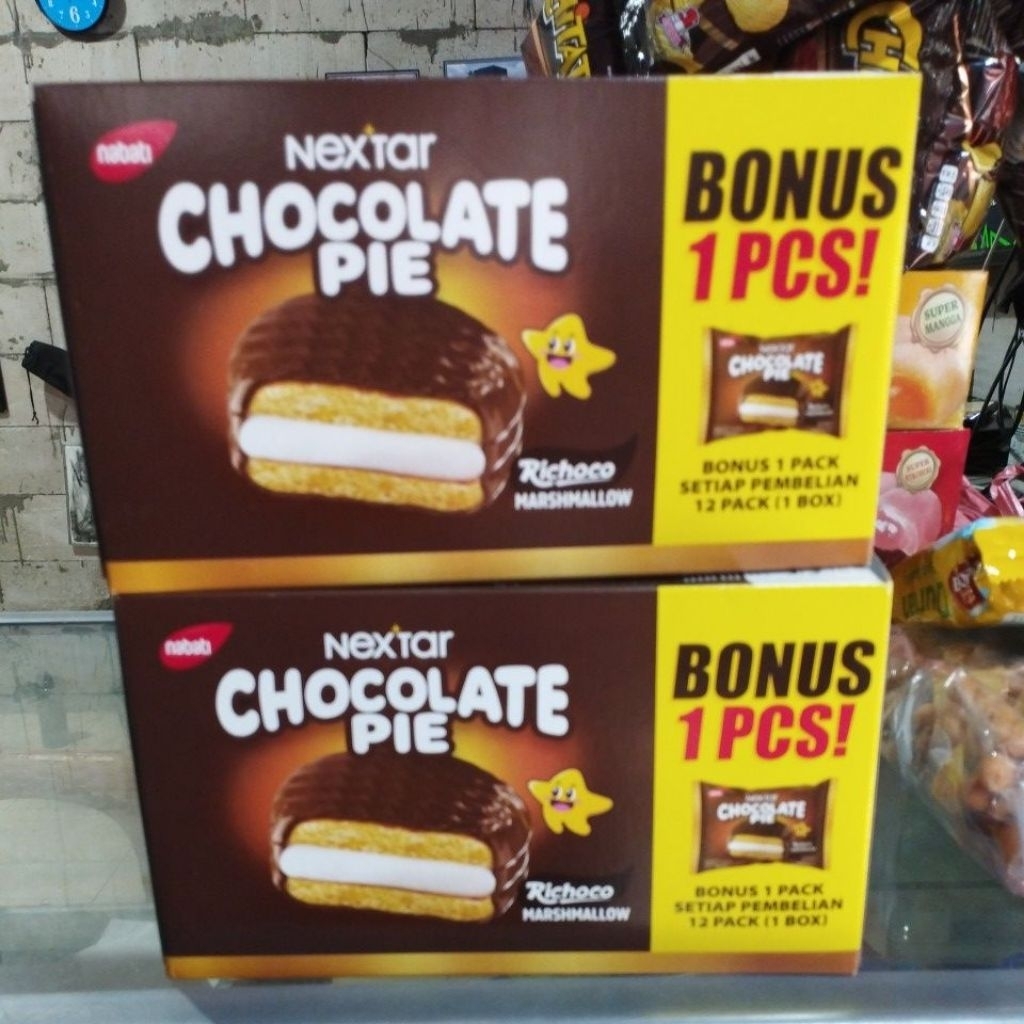 6
nabati
Nextar
CHOCOLATE
PIE
Richoco
MARSHMALLOW
BONUS
1 PCS!
CHOCOLATE
PIE
BONUS 1 PACK
SETIAP PEMBELIAN
12 PACK (1 BOX)
SUPER
MANGGA
nabati
Nextar
CHOCOLATE
PIE
Richoco
MARSHMALLOW
BONUS
1 PCS!
CHOCOLATE
PIE
BONUS 1 PACK
SETIAP PEMBELIAN
12 PACK (1 BOX)